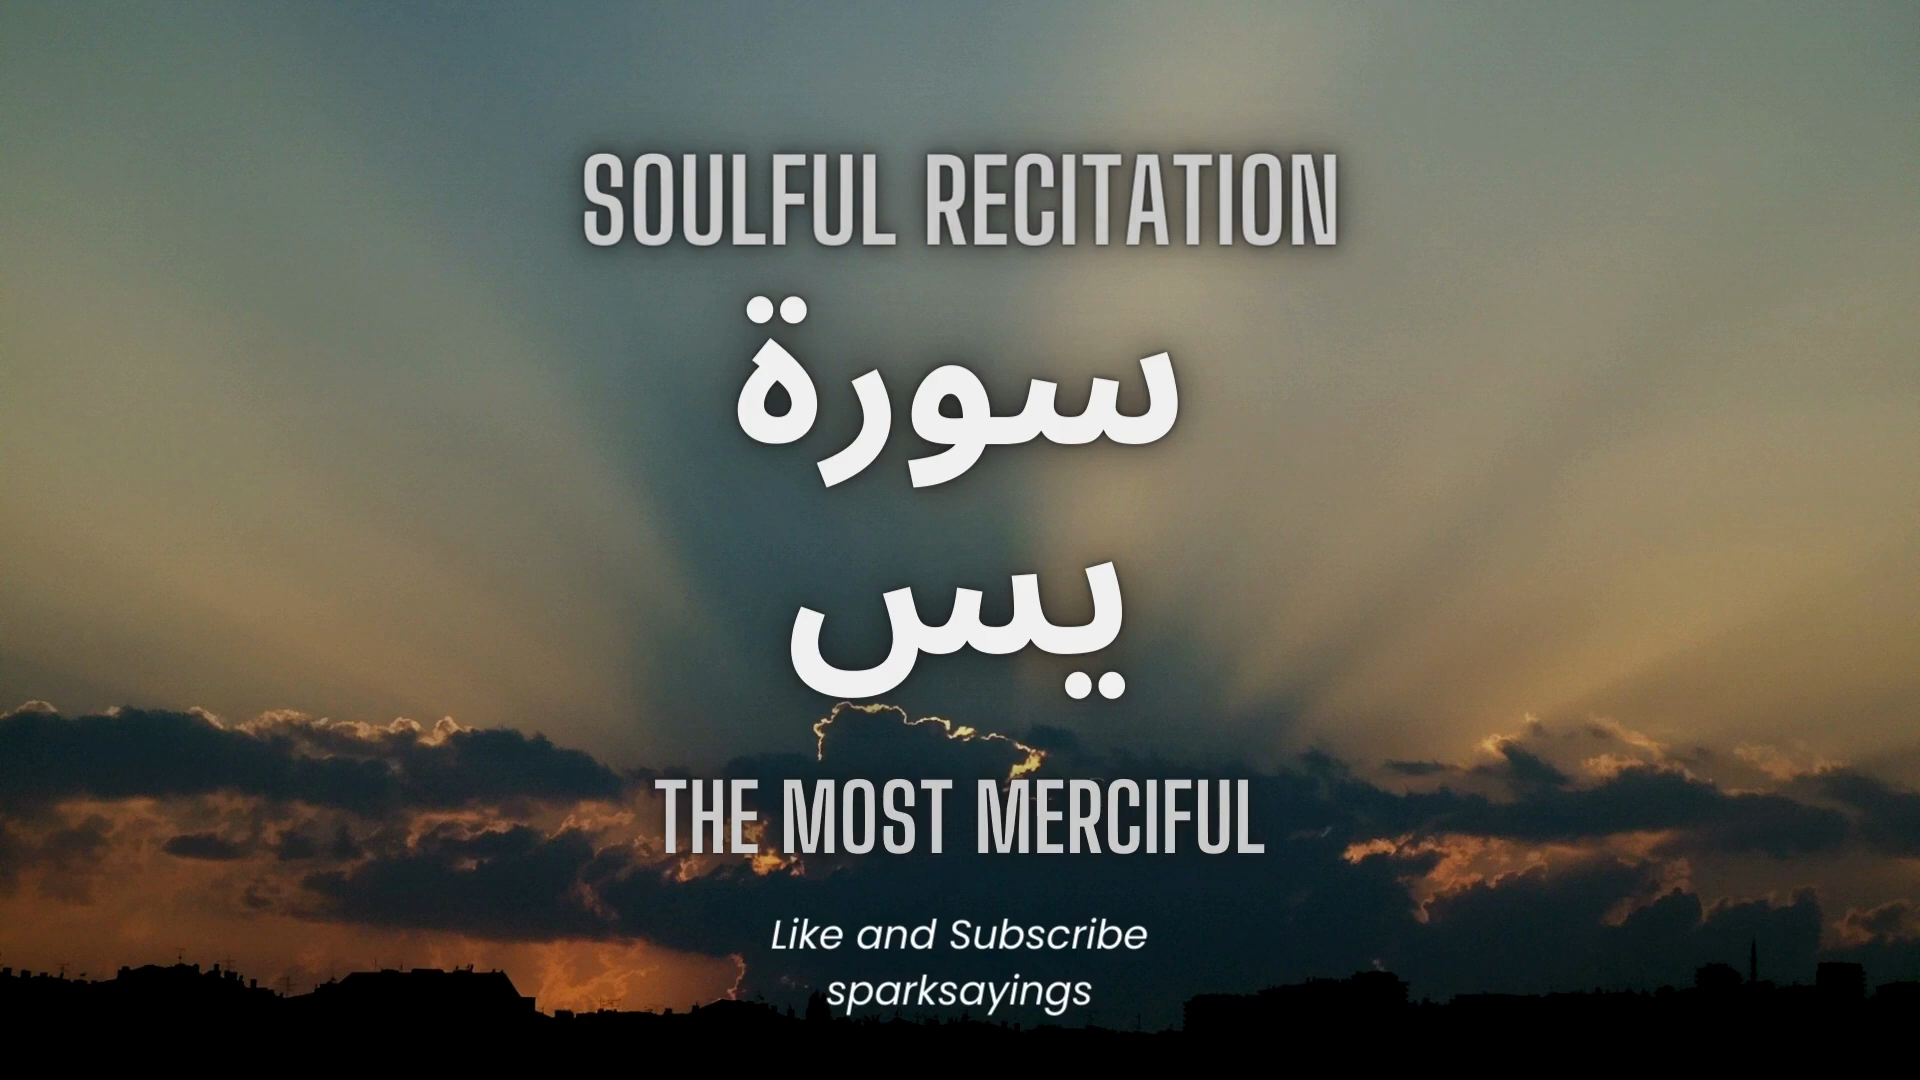 SOULFUL RECITATION
سورة
يس
THE MOST MERCIFUL
Like and Subscribe
sparksayings